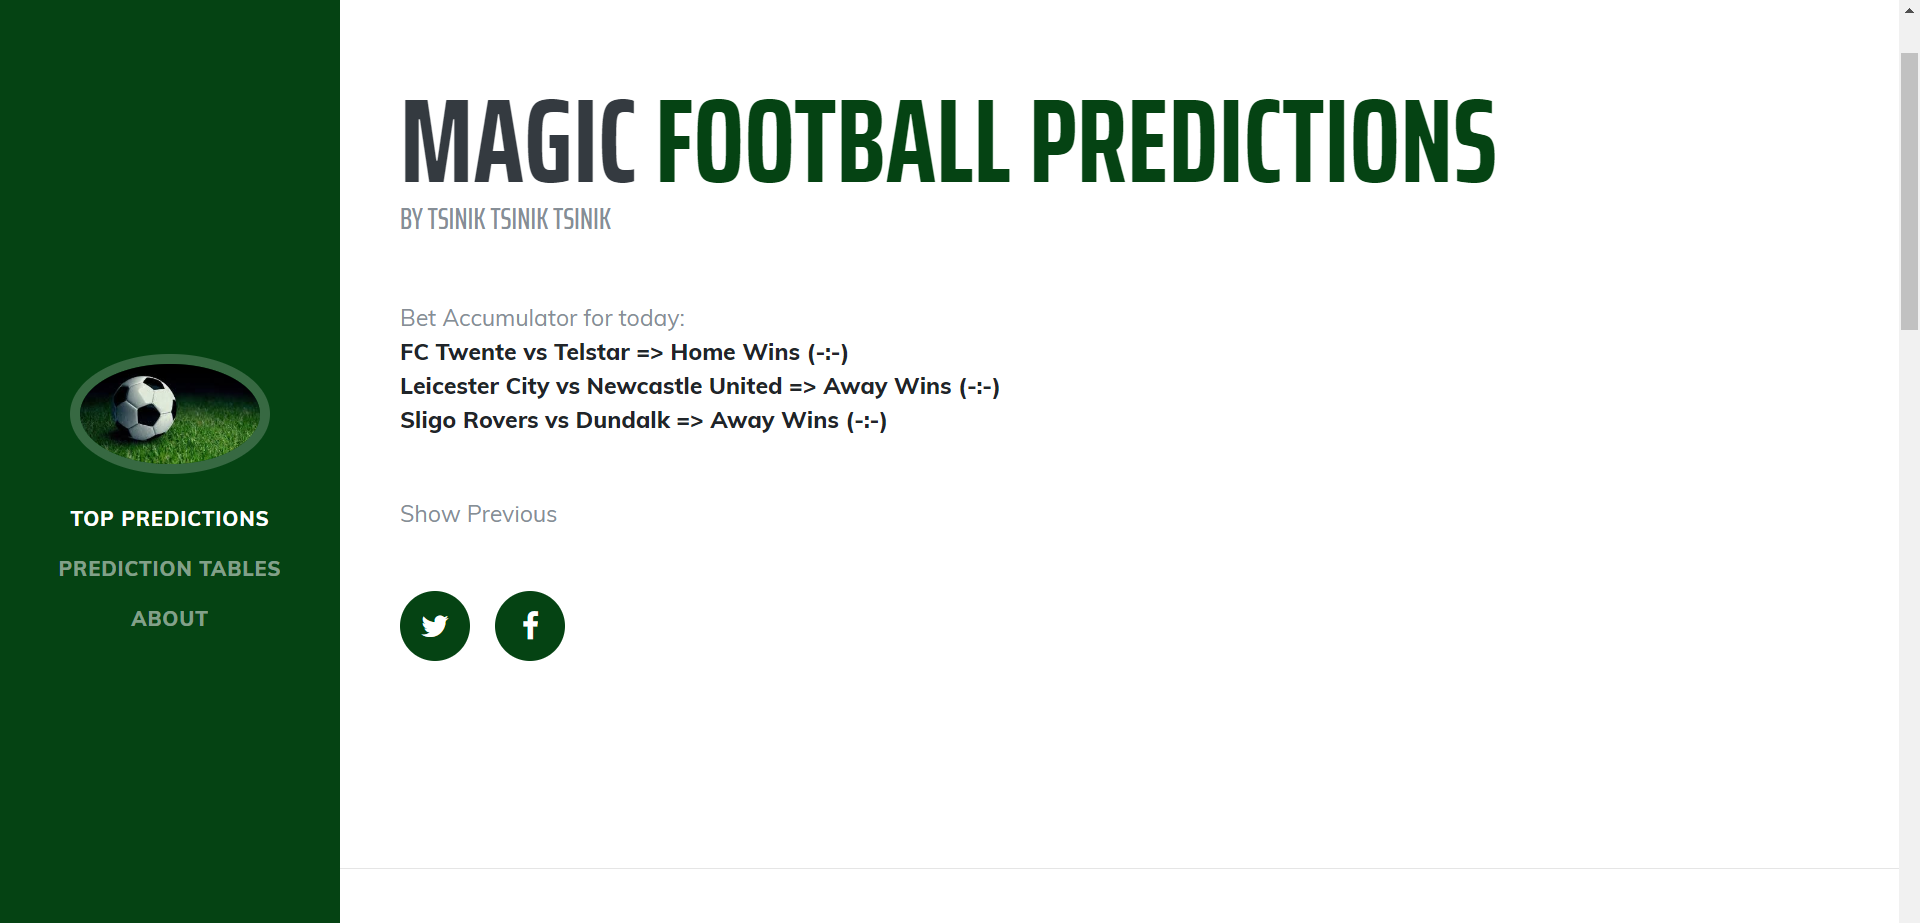 TOP PREDICTIONS
PREDICTION TABLES
ABOUT
MAGIC FOOTBALL PREDICTIONS
BY TSINIK TSINIK TSINIK
Bet Accumulator for today:
FC Twente vs Telstar => Home Wins (-:-)
Leicester City vs Newcastle United => Away Wins (-:-)
Sligo Rovers vs Dundalk => Away Wins (-:-)
Show Previous